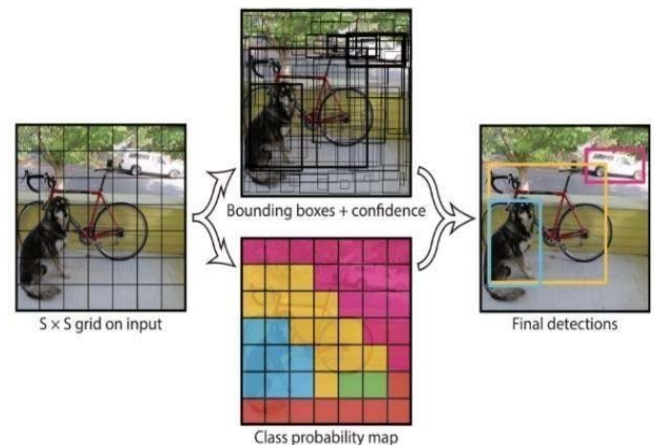 Bounding boxes + confidence
S × S grid on input
Final detections
Class probability map